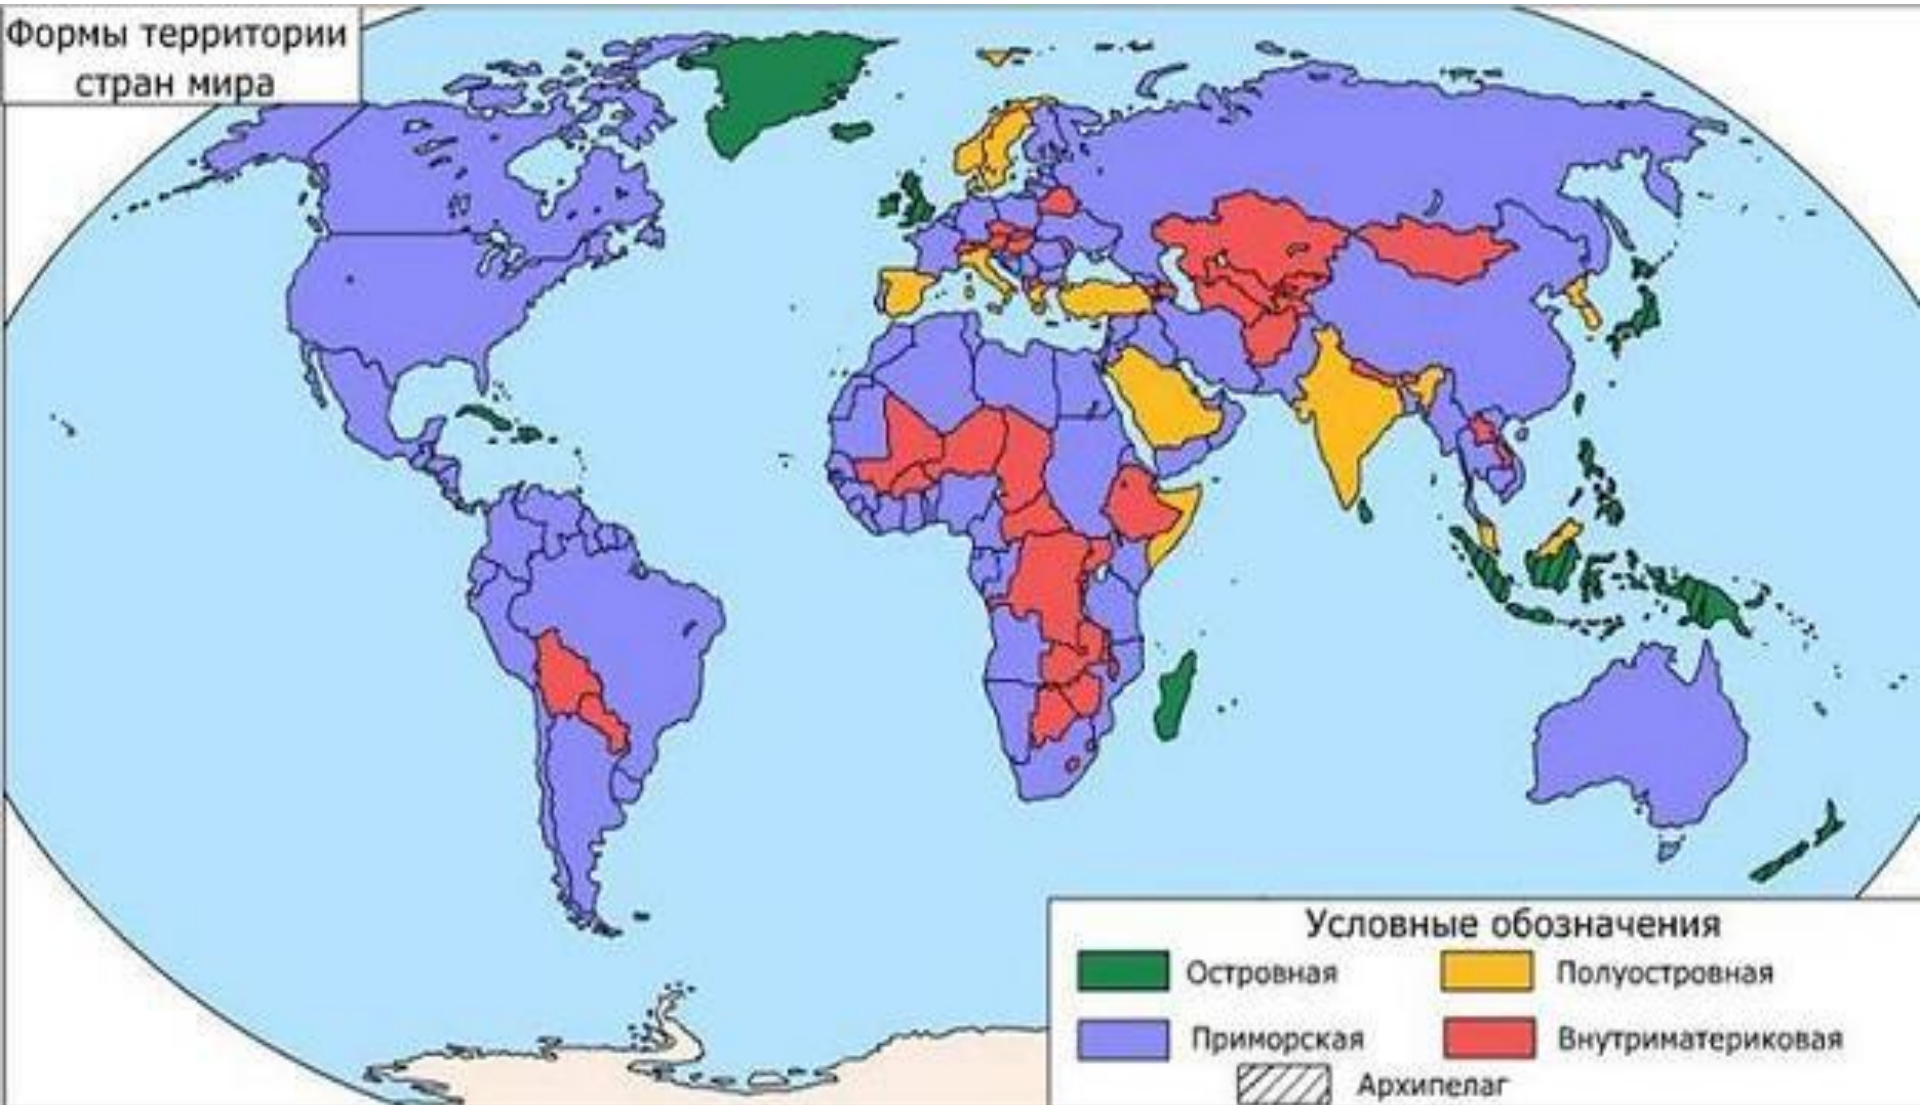 Формы территории
стран мира
Условные обозначения
Островная
Полуостровная
Приморская
Внутриматериковая
Архипелаг